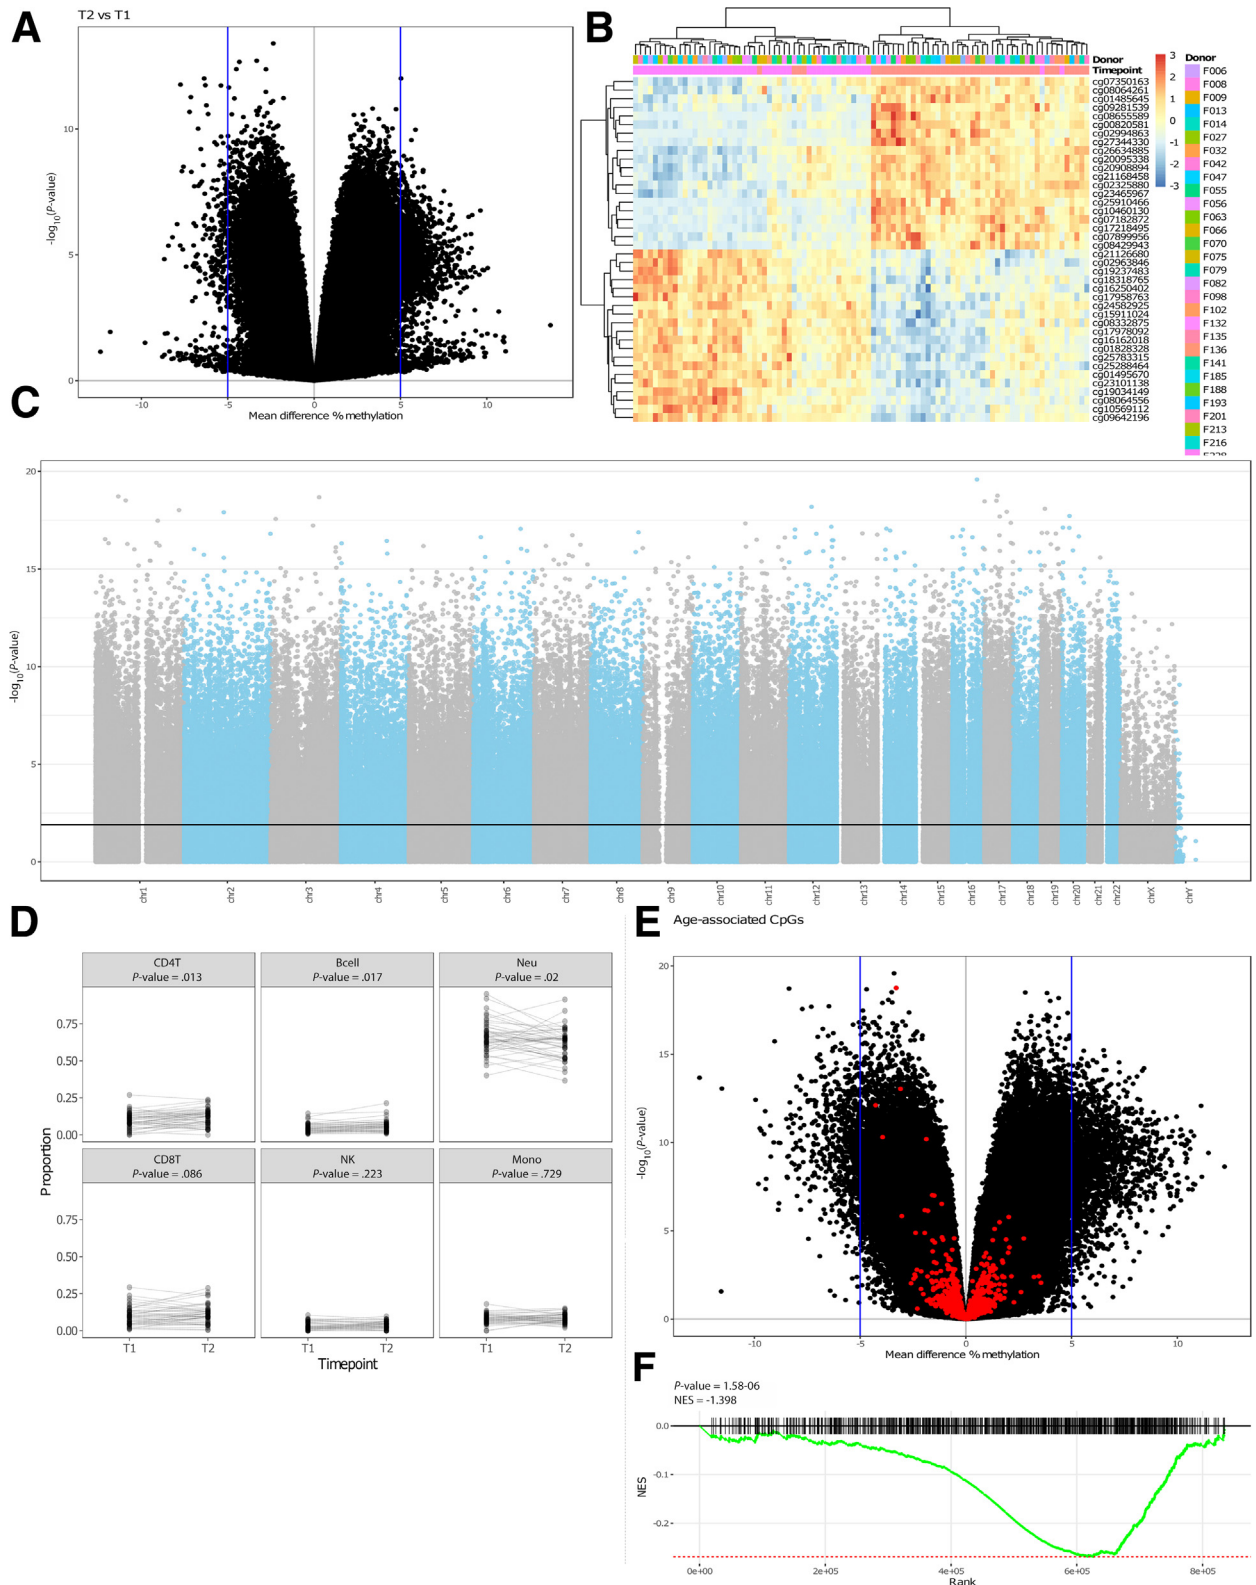 A
T2 vs T1
10
5
0
-log10(P-value)
-10
-5
0
5
10
Mean difference % methylation
B
Donor
Timepoint
cg07350163
cg08064261
cg01485645
cg09281539
cg08655589
cg00820581
cg02994863
cg27344330
cg26634885
cg20095338
cg20908894
cg21168458
cg02325880
cg23465967
cg25910466
cg10460130
cg07182872
cg17218495
cg07899956
cg08429943
cg21126680
cg02963846
cg19237483
cg18318765
cg16250402
cg17958763
cg24582925
cg15911024
cg08332875
cg17978092
cg16162018
cg01828328
cg25783315
cg25288464
cg01495670
cg23101138
cg19034149
cg08064556
cg10569112
cg09642196
3
2
1
0
-1
-2
-3
Donor
F006
F008
F009
F013
F014
F027
F032
F042
F047
F055
F056
F063
F066
F070
F075
F079
F082
F098
F102
F132
F135
F136
F141
F185
F188
F193
F201
F213
F216
C
20
15
10
5
0
-log10(P-value)
chr1
chr2
chr3
chr4
chr5
chr6
chr7
chr8
chr9
chr10
chr11
chr12
chr13
chr14
chr15
chr16
chr17
chr18
chr19
chr20
chr21
chr22
chrX
chrY
D
CD4T
P-value = .013
Bcell
P-value = .017
Neu
P-value = .02
0.75
0.50
0.25
0.00
CD8T
P-value = .086
NK
P-value = .223
Mono
P-value = .729
0.75
0.50
0.25
0.00
Proportion
T1
T2
T1
T2
T1
T2
Timepoint
E
Age-associated CpGs
20
15
10
5
0
-log10(P-value)
-10
-5
0
5
10
Mean difference % methylation
F
P-value = 1.58-06
NES = -1.398
0.0
-0.1
-0.2
NES
0e+00
2e+05
4e+05
6e+05
8e+05
Rank